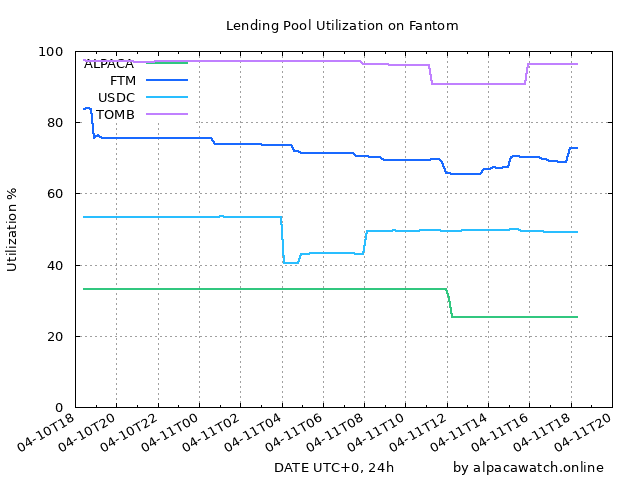 Lending Pool Utilization on Fantom
100
80
60
40
20
0
Utilization %
ALPACA
FTM
USDC
TOMB
04-10T18
04-10T20
04-10T22
04-11T00
04-11T02
04-11T04
04-11T06
04-11T08
04-11T10
04-11T12
04-11T14
04-11T16
04-11T18
04-11T20
DATE UTC+0, 24h
by alpacawatch.online